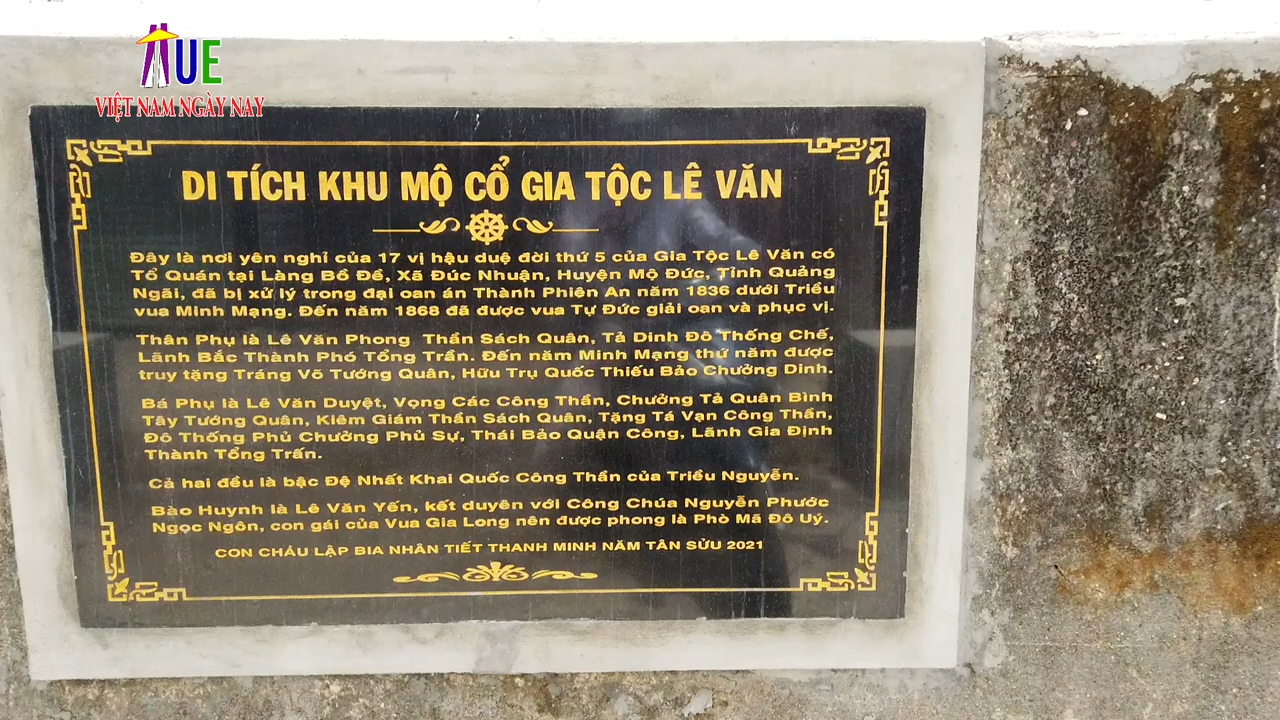 HUE
VIỆT NAM NGÀY NAY
DI TÍCH KHU MỘ CỔ GIA TỘC LÊ VĂN
Đây là nơi yên nghỉ của 17 vị hậu duệ đời thứ 5 của Gia Tộc Lê Văn có
Tổ Quán tại Làng Bồ Đề, Xã Đúc Nhuận, Huyện Mộ Đức, Tỉnh Quảng
Ngãi, đã bị xử lý trong đại oan án Thành Phiên An năm 1836 dưới Triều
vua Minh Mạng. Đến năm 1868 đã được vua Tự Đức giải oan và phục vị.
Thân Phụ là Lê Văn Phong Thần Sách Quân, Tả Dinh Đô Thống Chế,
Lãnh Bắc Thành Phó Tổng Trấn. Đến năm Minh Mạng thứ năm được
truy tặng Tráng Võ Tướng Quân, Hữu Trụ Quốc Thiếu Bảo Chưởng Dinh.
Bá Phụ là Lê Văn Duyệt, Vọng Các Công Thần, Chưởng Tả Quân Bình
Tây Tướng Quân, Kiêm Giám Thần Sách Quân, Tặng Tá Vạn Công Thần,
Đô Thống Phủ Chưởng Phủ Sự, Thái Bảo Quận Công, Lãnh Gia Định
Thành Tổng Trấn.
Cả hai đều là bậc Đệ Nhất Khai Quốc Công Thần của Triều Nguyễn.
Bào Huynh là Lê Văn Yến, kết duyên với Công Chúa Nguyễn Phước
Ngọc Ngôn, con gái của Vua Gia Long nên được phong là Phò Mã Đô Uý.
CON CHÁU LẬP BIA NHÂN TIẾT THANH MINH NĂM TÂN SỬU 2021